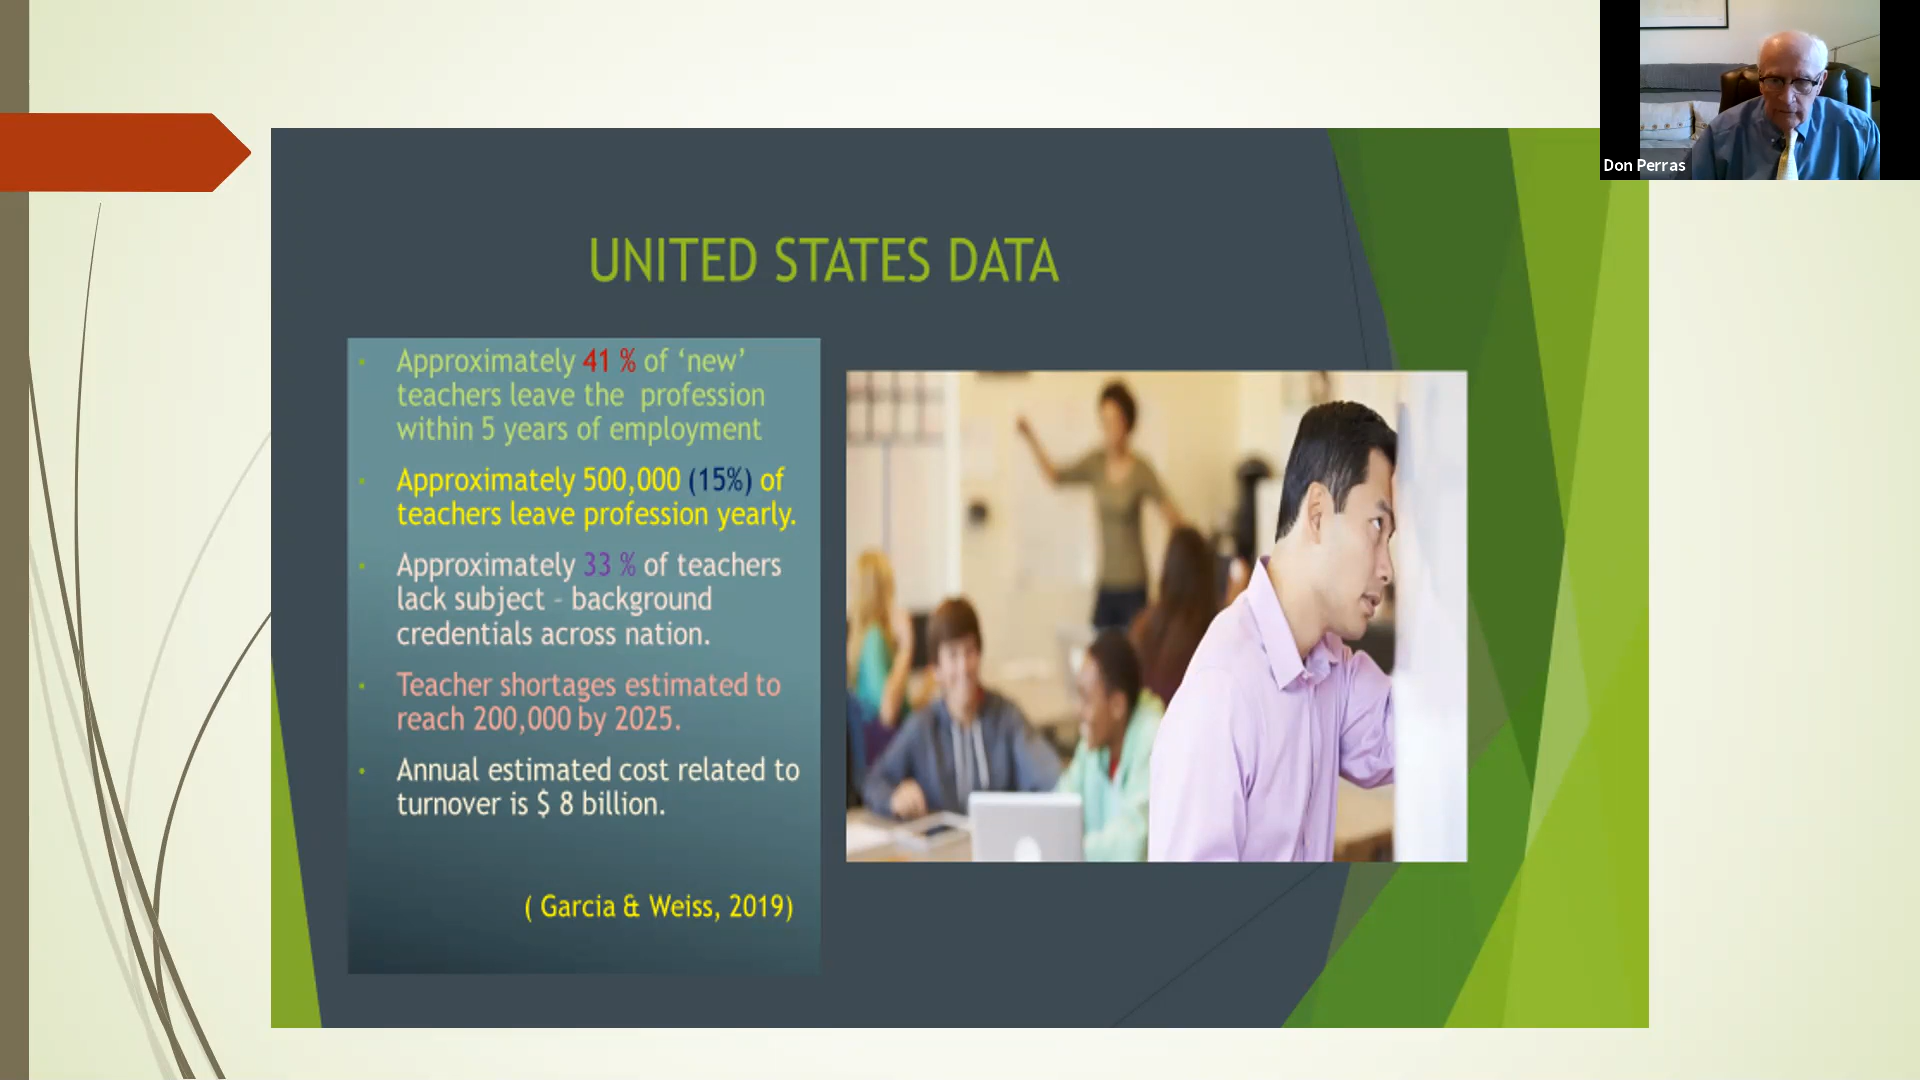 Don Perras
UNITED STATES DATA
Approximately 41 % of ‘new’
teachers leave the profession
within 5 years of employment
Approximately 500,000 (15%) of
teachers leave profession yearly.
Approximately 33 % of teachers
lack subject – background
credentials across nation.
Teacher shortages estimated to
reach 200,000 by 2025.
Annual estimated cost related to
turnover is $ 8 billion.
( Garcia & Weiss, 2019)